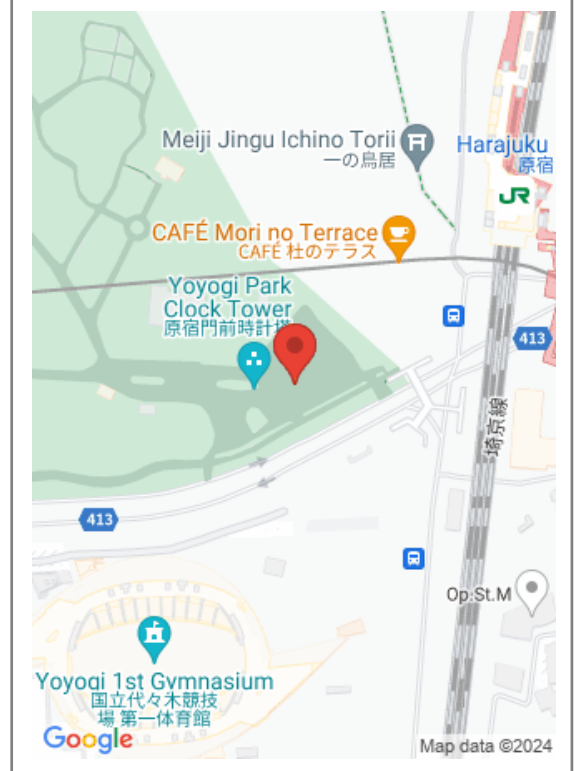 Meiji Jingu Ichino Torii
一の鳥居
Harajuku
原宿
JR
CAFÉ Mori no Terrace
CAFÉ 杜のテラス
Yoyogi Park
Clock Tower
原宿門前時計塔
413
埼京線
413
Op.St.M
Yoyogi 1st Gymnasium
国立代々木競技
場 第一体育館
Google
Map data ©2024